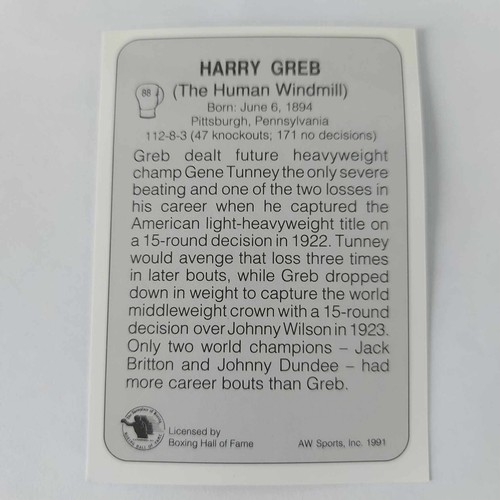 HARRY GREB
88
(The Human Windmill)
Born: June 6, 1894
Pittsburgh, Pennsylvania
112-8-3 (47 knockouts; 171 no decisions)
Greb dealt future heavyweight
champ Gene Tunney the only severe
beating and one of the two losses in
his career when he captured the
American light-heavyweight title on
a 15-round decision in 1922. Tunney
would avenge that loss three times
in later bouts, while Greb dropped
down in weight to capture the world
middleweight crown with a 15-round
decision over Johnny Wilson in 1923.
Only two world champions – Jack
Britton and Johnny Dundee – had
more career bouts than Greb.
Licensed by
Boxing Hall of Fame
AW Sports, Inc. 1991